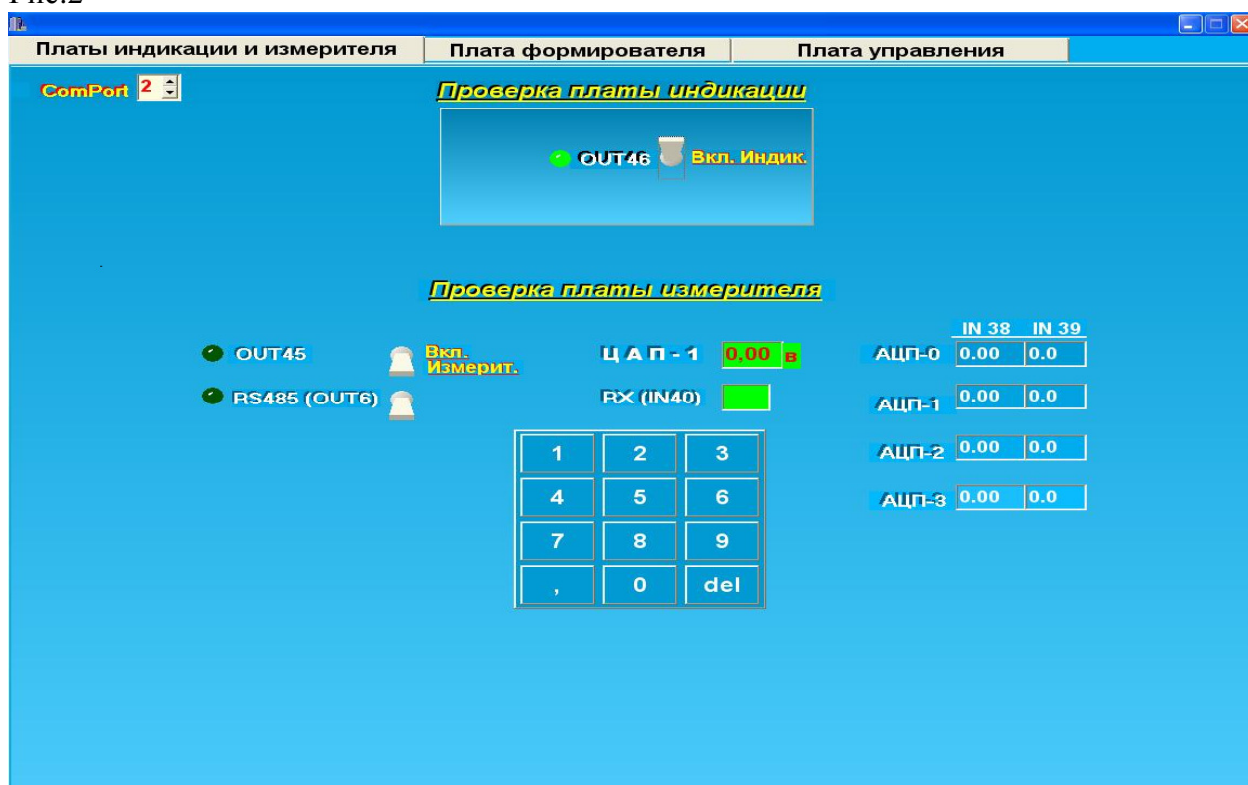 Рис.2
Платы индикации и измерителя Плата формирователя Плата управления
ComPort 2
Проверка платы индикации
OUT46 Вкл. Индик.
Проверка платы измерителя
IN 38 IN 39
OUT45 Вкл. Измерит. Ц А П - 1 0,00 в АЦП-0 0.00 0.0
RS485 (OUT6) RX (IN40) АЦП-1 0.00 0.0
1 2 3 АЦП-2 0.00 0.0
4 5 6 АЦП-3 0.00 0.0
7 8 9
, 0 del